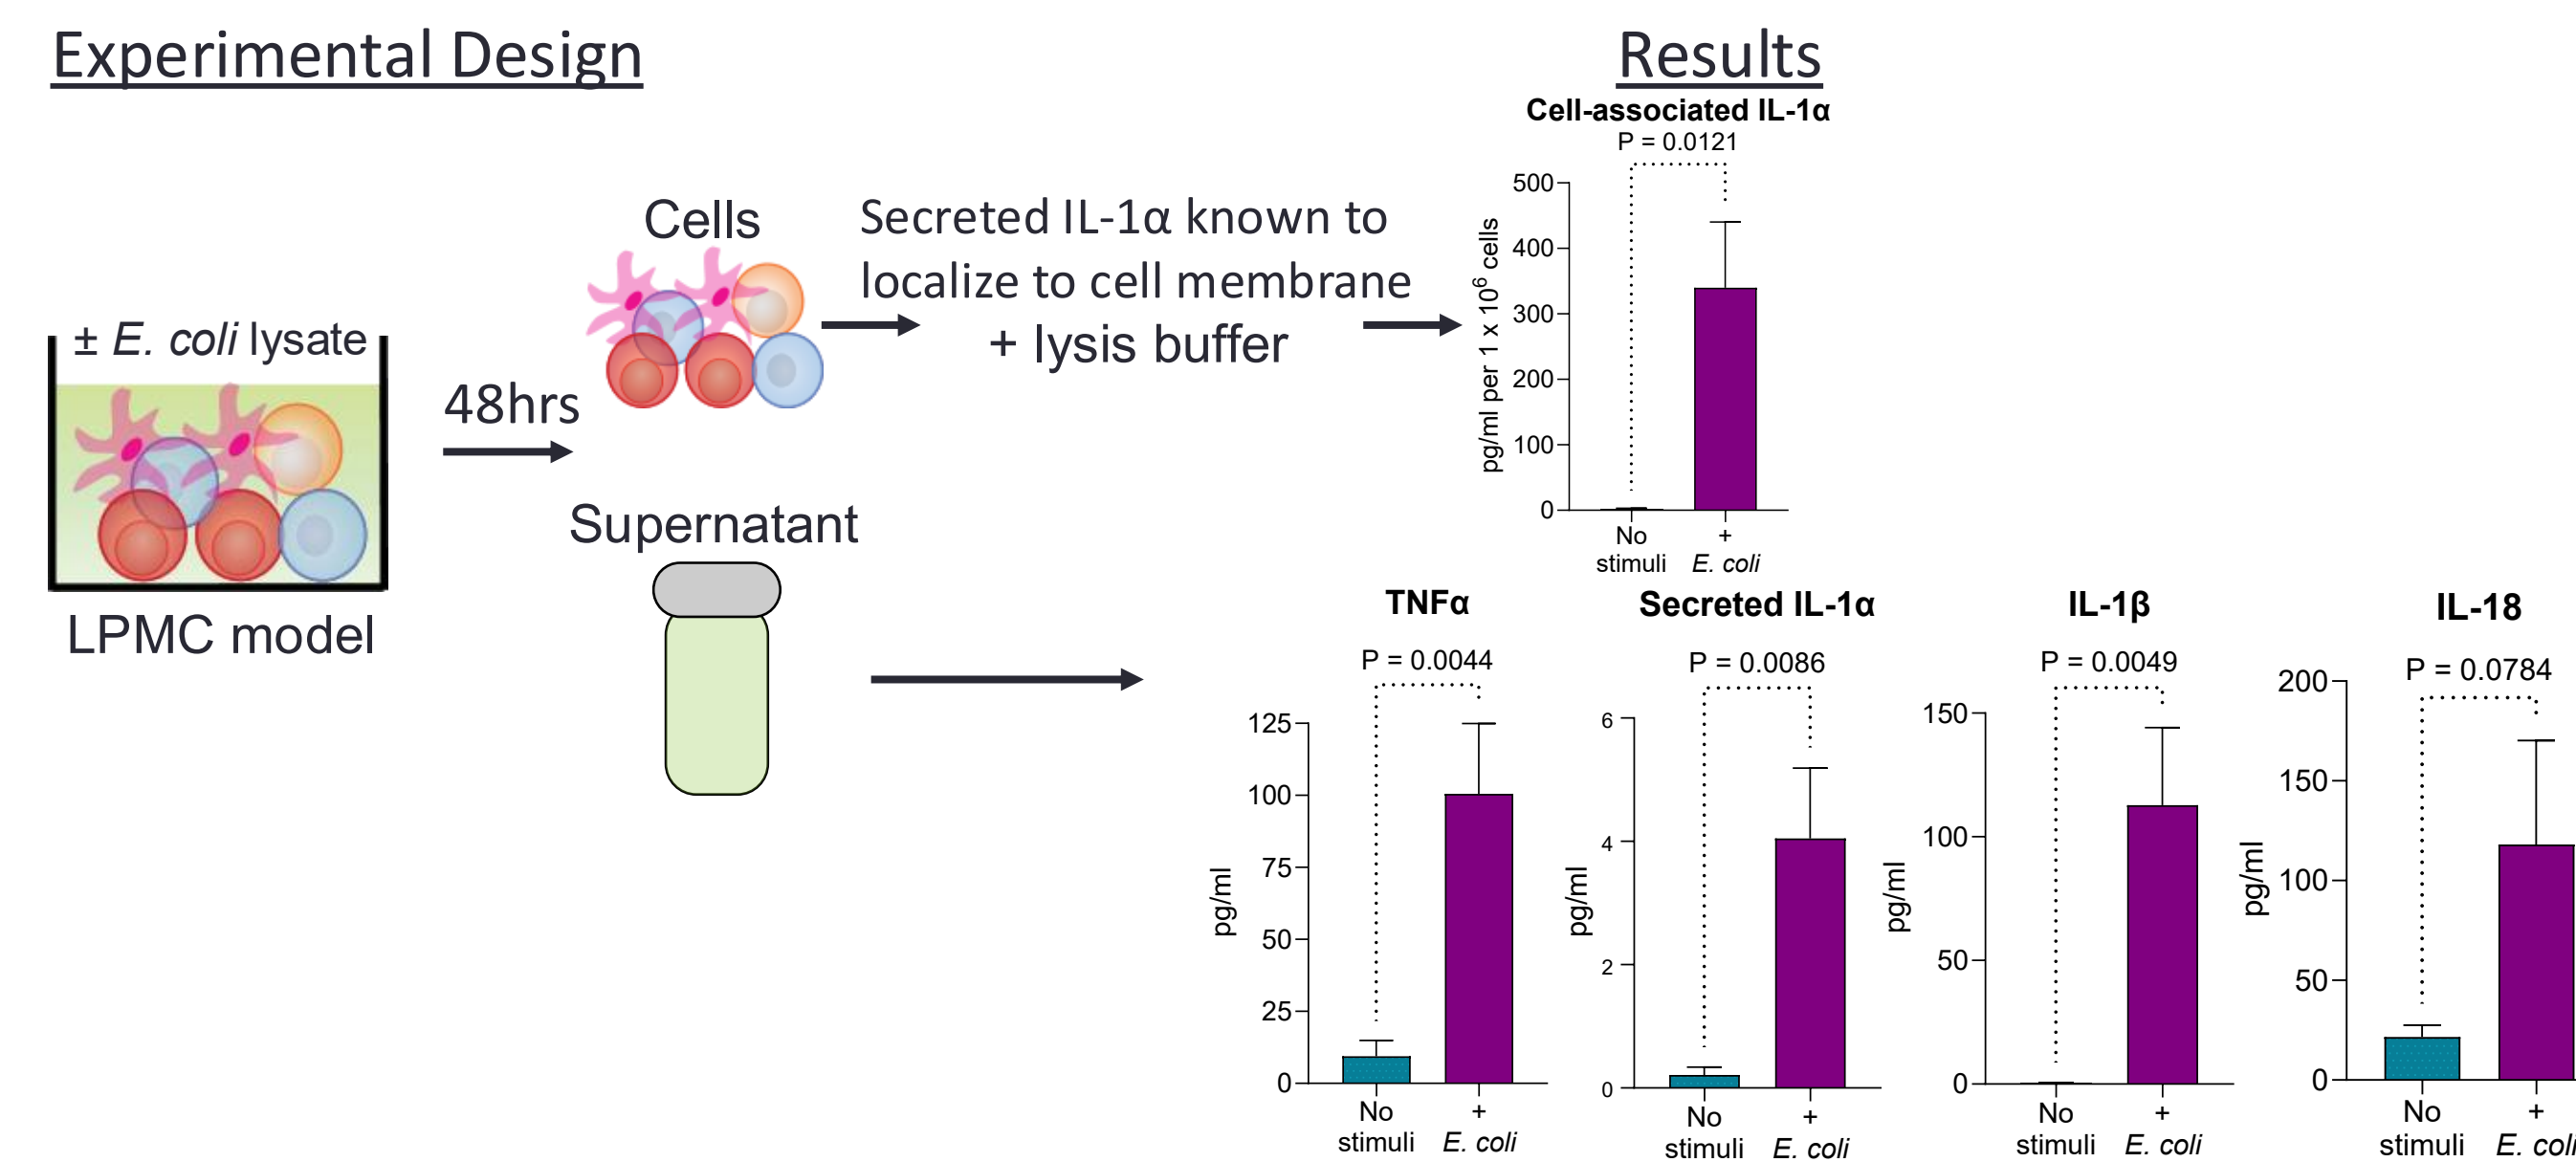 Experimental Design
Results
± E. coli lysate
LPMC model
48hrs
Cells
Supernatant
Secreted IL-1α known to
localize to cell membrane
+ lysis buffer
Cell-associated IL-1α
P = 0.0121
pg/ml per 1 x 10⁶ cells
500
400
300
200
100
0
No
stimuli
+
E. coli
TNFα
P = 0.0044
pg/ml
125
100
75
50
25
0
No
stimuli
+
E. coli
Secreted IL-1α
P = 0.0086
pg/ml
6
4
2
0
No
stimuli
+
E. coli
IL-1β
P = 0.0049
pg/ml
150
100
50
0
No
stimuli
+
E. coli
IL-18
P = 0.0784
pg/ml
200
150
100
50
0
No
stimuli
+
E. coli